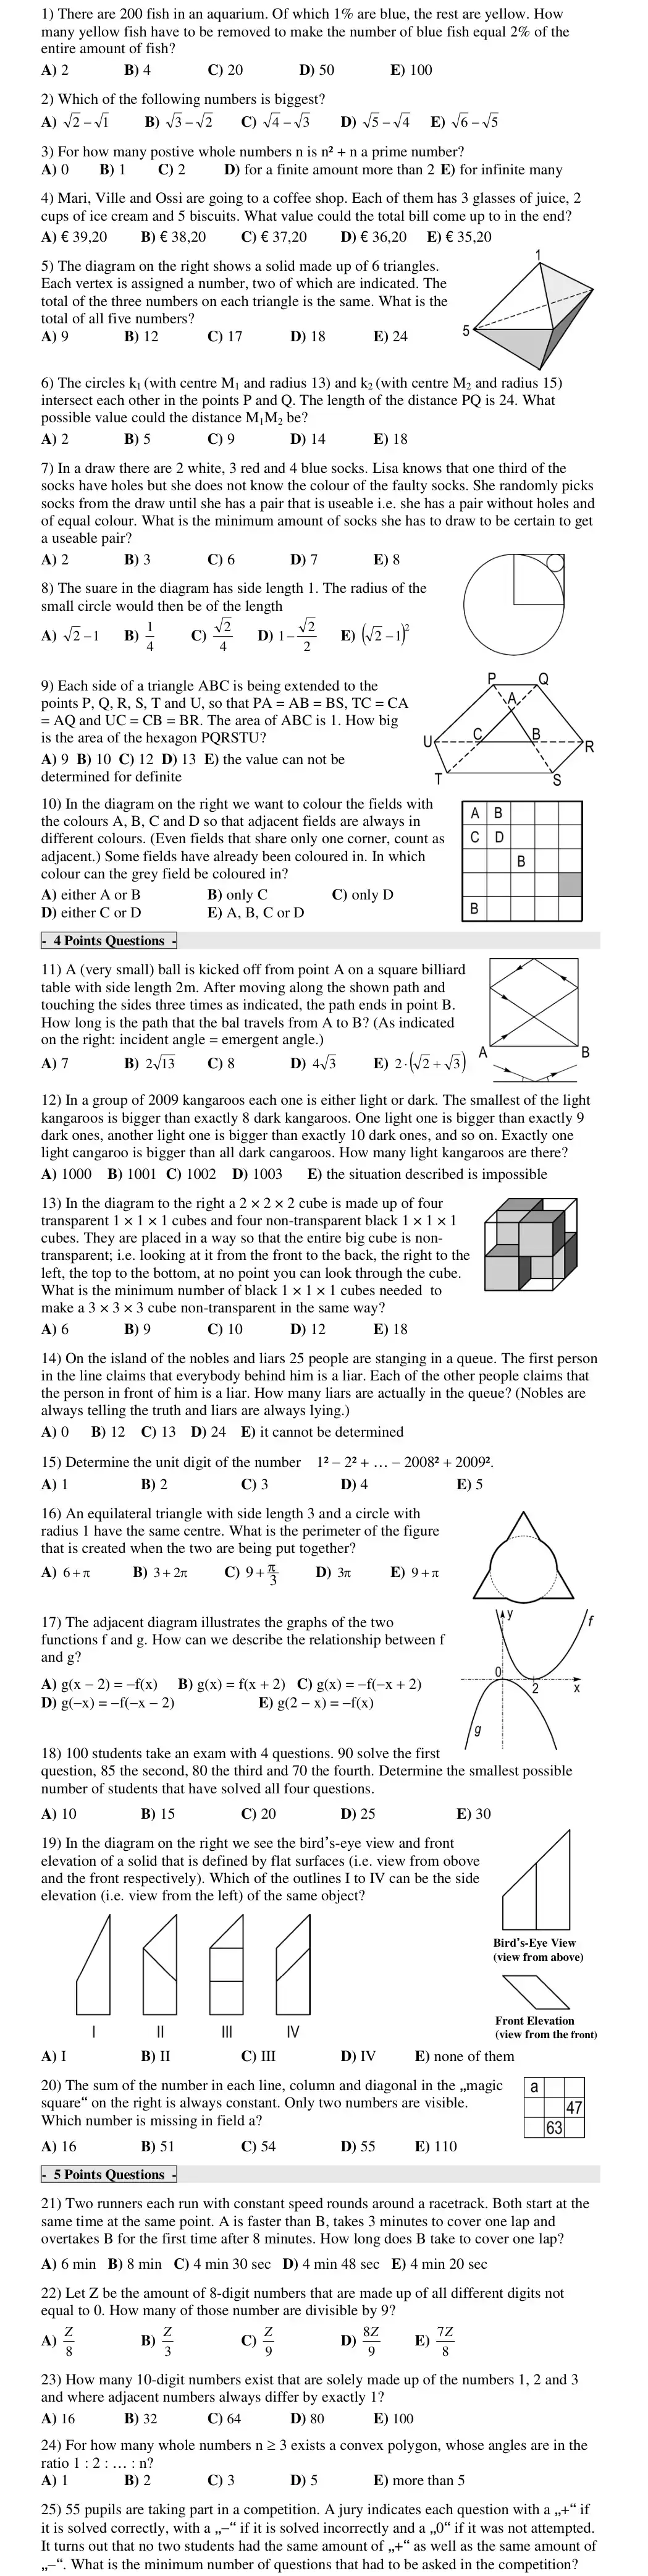 1) There are 200 fish in an aquarium. Of which 1% are blue, the rest are yellow. How
many yellow fish have to be removed to make the number of blue fish equal 2% of the
entire amount of fish?
A) 2 B) 4 C) 20 D) 50 E) 100
2) Which of the following numbers is biggest?
A) √2 – √1 B) √3 – √2 C) √4 – √3 D) √5 – √4 E) √6 – √5
3) For how many postive whole numbers n is n² + n a prime number?
A) 0 B) 1 C) 2 D) for a finite amount more than 2 E) for infinite many
4) Mari, Ville and Ossi are going to a coffee shop. Each of them has 3 glasses of juice, 2
cups of ice cream and 5 biscuits. What value could the total bill come up to in the end?
A) € 39,20 B) € 38,20 C) € 37,20 D) € 36,20 E) € 35,20
5) The diagram on the right shows a solid made up of 6 triangles.
Each vertex is assigned a number, two of which are indicated. The
total of the three numbers on each triangle is the same. What is the
total of all five numbers?
A) 9 B) 12 C) 17 D) 18 E) 24
1
5
6) The circles k₁ (with centre M₁ and radius 13) and k₂ (with centre M₂ and radius 15)
intersect each other in the points P and Q. The length of the distance PQ is 24. What
possible value could the distance M₁M₂ be?
A) 2 B) 5 C) 9 D) 14 E) 18
7) In a draw there are 2 white, 3 red and 4 blue socks. Lisa knows that one third of the
socks have holes but she does not know the colour of the faulty socks. She randomly picks
socks from the draw until she has a pair that is useable i.e. she has a pair without holes and
of equal colour. What is the minimum amount of socks she has to draw to be certain to get
a useable pair?
A) 2 B) 3 C) 6 D) 7 E) 8
8) The suare in the diagram has side length 1. The radius of the
small circle would then be of the length
A) √2 – 1 B) 1/4 C) √2/4 D) 1 – √2/2 E) (√2 – 1)²
9) Each side of a triangle ABC is being extended to the
points P, Q, R, S, T and U, so that PA = AB = BS, TC = CA
= AQ and UC = CB = BR. The area of ABC is 1. How big
is the area of the hexagon PQRSTU?
A) 9 B) 10 C) 12 D) 13 E) the value can not be
determined for definite
P Q
A
U C B R
T S
10) In the diagram on the right we want to colour the fields with
the colours A, B, C and D so that adjacent fields are always in
different colours. (Even fields that share only one corner, count as
adjacent.) Some fields have already been coloured in. In which
colour can the grey field be coloured in?
A) either A or B B) only C C) only D
D) either C or D E) A, B, C or D
A B
C D
B
B
- 4 Points Questions -
11) A (very small) ball is kicked off from point A on a square billiard
table with side length 2m. After moving along the shown path and
touching the sides three times as indicated, the path ends in point B.
How long is the path that the bal travels from A to B? (As indicated
on the right: incident angle = emergent angle.)
A) 7 B) 2√13 C) 8 D) 4√3 E) 2·(√2 + √3)
A B
12) In a group of 2009 kangaroos each one is either light or dark. The smallest of the light
kangaroos is bigger than exactly 8 dark kangaroos. One light one is bigger than exactly 9
dark ones, another light one is bigger than exactly 10 dark ones, and so on. Exactly one
light cangaroo is bigger than all dark cangaroos. How many light kangaroos are there?
A) 1000 B) 1001 C) 1002 D) 1003 E) the situation described is impossible
13) In the diagram to the right a 2 × 2 × 2 cube is made up of four
transparent 1 × 1 × 1 cubes and four non-transparent black 1 × 1 × 1
cubes. They are placed in a way so that the entire big cube is non-
transparent; i.e. looking at it from the front to the back, the right to the
left, the top to the bottom, at no point you can look through the cube.
What is the minimum number of black 1 × 1 × 1 cubes needed to
make a 3 × 3 × 3 cube non-transparent in the same way?
A) 6 B) 9 C) 10 D) 12 E) 18
14) On the island of the nobles and liars 25 people are stanging in a queue. The first person
in the line claims that everybody behind him is a liar. Each of the other people claims that
the person in front of him is a liar. How many liars are actually in the queue? (Nobles are
always telling the truth and liars are always lying.)
A) 0 B) 12 C) 13 D) 24 E) it cannot be determined
15) Determine the unit digit of the number 1² – 2² + … – 2008² + 2009².
A) 1 B) 2 C) 3 D) 4 E) 5
16) An equilateral triangle with side length 3 and a circle with
radius 1 have the same centre. What is the perimeter of the figure
that is created when the two are being put together?
A) 6 + π B) 3 + 2π C) 9 + π/3 D) 3π E) 9 + π
17) The adjacent diagram illustrates the graphs of the two
functions f and g. How can we describe the relationship between f
and g?
A) g(x – 2) = –f(x) B) g(x) = f(x + 2) C) g(x) = –f(–x + 2)
D) g(–x) = –f(–x – 2) E) g(2 – x) = –f(x)
y f
0 2 x
g
18) 100 students take an exam with 4 questions. 90 solve the first
question, 85 the second, 80 the third and 70 the fourth. Determine the smallest possible
number of students that have solved all four questions.
A) 10 B) 15 C) 20 D) 25 E) 30
19) In the diagram on the right we see the bird's-eye view and front
elevation of a solid that is defined by flat surfaces (i.e. view from obove
and the front respectively). Which of the outlines I to IV can be the side
elevation (i.e. view from the left) of the same object?
Bird's-Eye View
(view from above)
Front Elevation
(view from the front)
I II III IV
A) I B) II C) III D) IV E) none of them
20) The sum of the number in each line, column and diagonal in the „magic
square“ on the right is always constant. Only two numbers are visible.
Which number is missing in field a?
A) 16 B) 51 C) 54 D) 55 E) 110
a
47
63
- 5 Points Questions -
21) Two runners each run with constant speed rounds around a racetrack. Both start at the
same time at the same point. A is faster than B, takes 3 minutes to cover one lap and
overtakes B for the first time after 8 minutes. How long does B take to cover one lap?
A) 6 min B) 8 min C) 4 min 30 sec D) 4 min 48 sec E) 4 min 20 sec
22) Let Z be the amount of 8-digit numbers that are made up of all different digits not
equal to 0. How many of those number are divisible by 9?
A) Z/8 B) Z/3 C) Z/9 D) 8Z/9 E) 7Z/8
23) How many 10-digit numbers exist that are solely made up of the numbers 1, 2 and 3
and where adjacent numbers always differ by exactly 1?
A) 16 B) 32 C) 64 D) 80 E) 100
24) For how many whole numbers n ≥ 3 exists a convex polygon, whose angles are in the
ratio 1 : 2 : … : n?
A) 1 B) 2 C) 3 D) 5 E) more than 5
25) 55 pupils are taking part in a competition. A jury indicates each question with a „+“ if
it is solved correctly, with a „–“ if it is solved incorrectly and a „0“ if it was not attempted.
It turns out that no two students had the same amount of „+“ as well as the same amount of
„–“. What is the minimum number of questions that had to be asked in the competition?